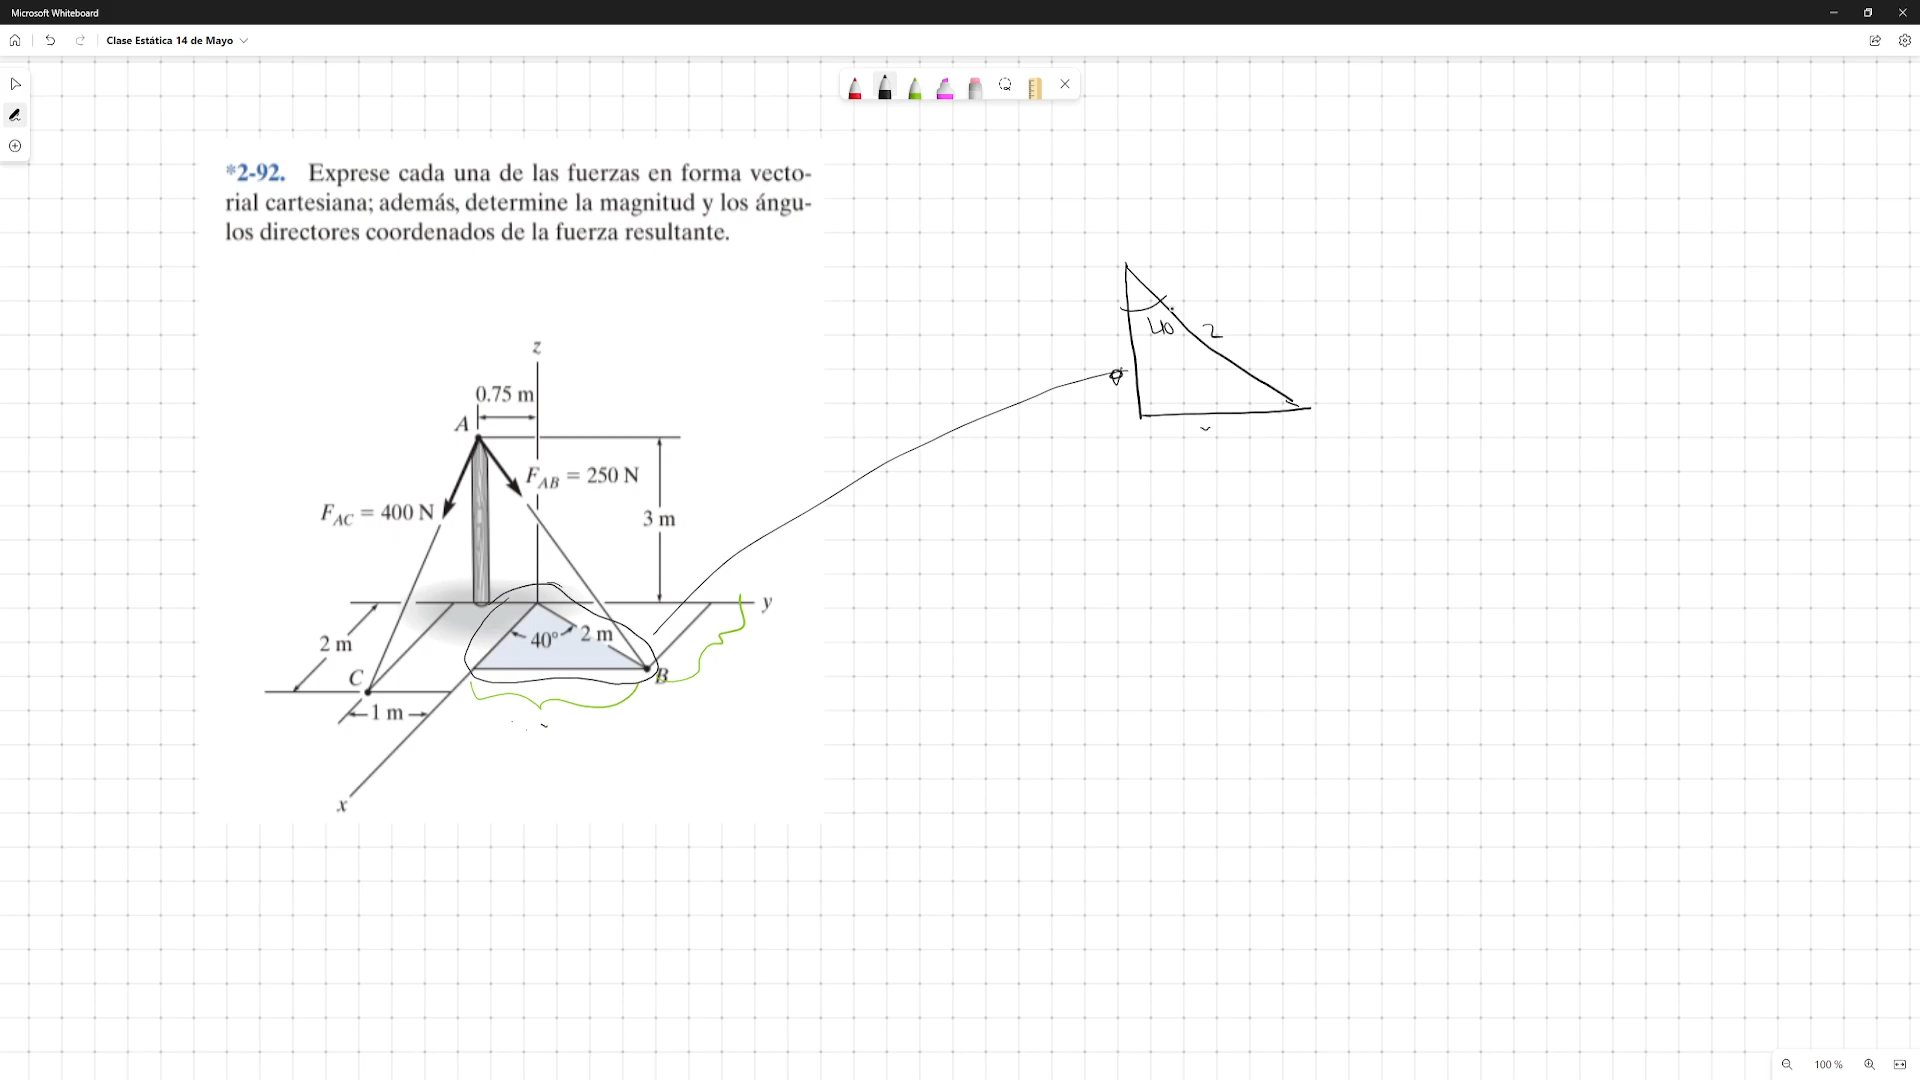 Microsoft Whiteboard
Clase Estática 14 de Mayo
*2-92. Exprese cada una de las fuerzas en forma vecto-
rial cartesiana; además, determine la magnitud y los ángu-
los directores coordenados de la fuerza resultante.
z
0.75 m
A
F_AB = 250 N
F_AC = 400 N
3 m
y
40°
2 m
2 m
C
B
1 m
x
40
2
100 %